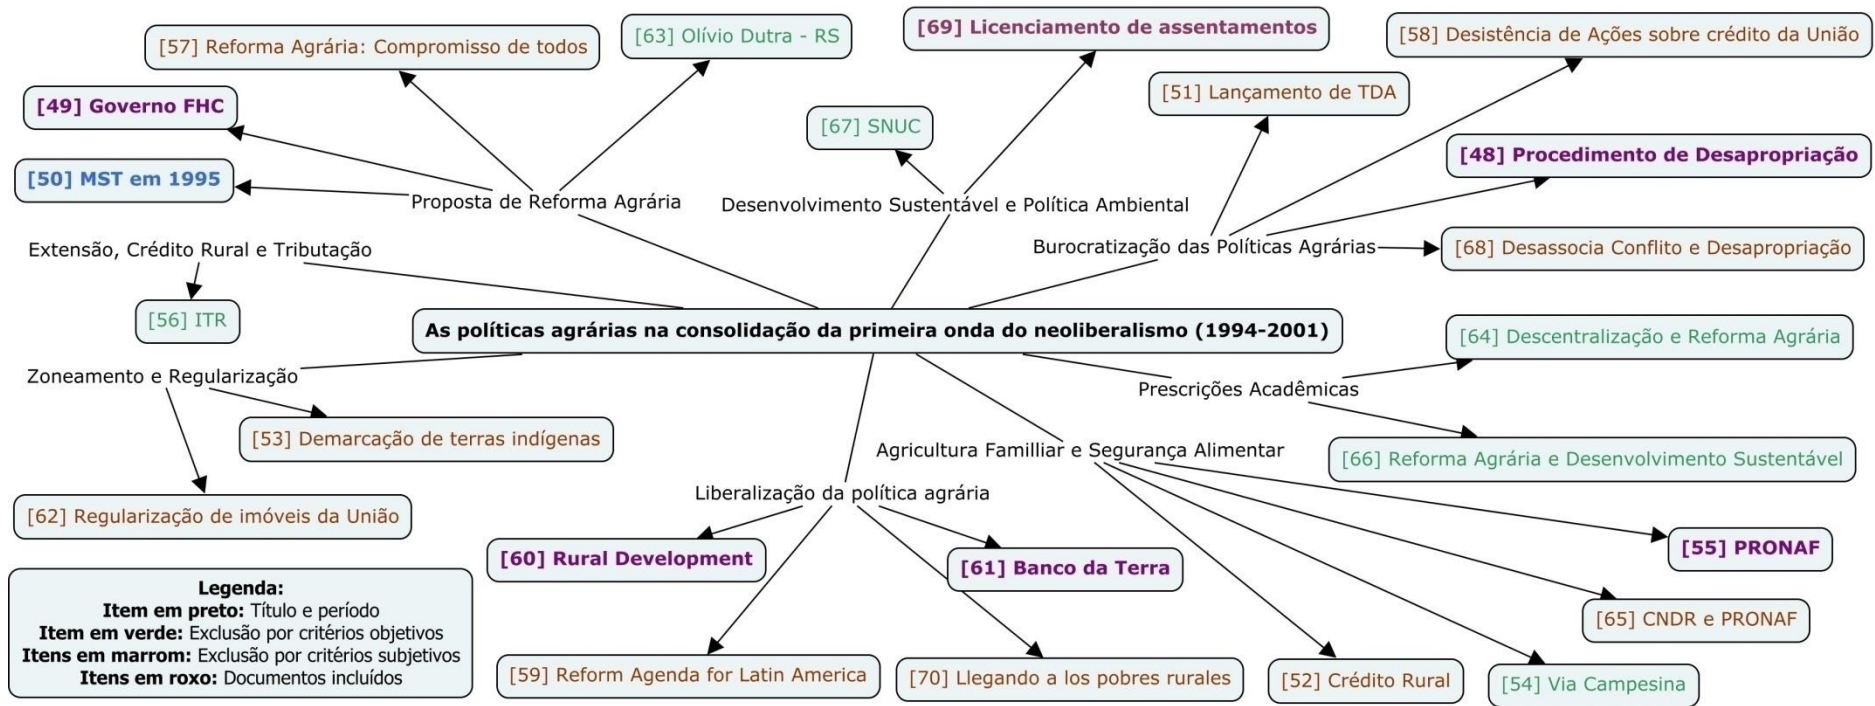 [57] Reforma Agrária: Compromisso de todos
[63] Olívio Dutra - RS
[69] Licenciamento de assentamentos
[58] Desistência de Ações sobre crédito da União
[49] Governo FHC
[67] SNUC
[51] Lançamento de TDA
[48] Procedimento de Desapropriação
[50] MST em 1995
Proposta de Reforma Agrária
Desenvolvimento Sustentável e Política Ambiental
Burocratização das Políticas Agrárias
[68] Desassocia Conflito e Desapropriação
Extensão, Crédito Rural e Tributação
[56] ITR
As políticas agrárias na consolidação da primeira onda do neoliberalismo (1994-2001)
[64] Descentralização e Reforma Agrária
Zoneamento e Regularização
Prescrições Acadêmicas
[53] Demarcação de terras indígenas
Agricultura Familliar e Segurança Alimentar
[66] Reforma Agrária e Desenvolvimento Sustentável
Liberalização da política agrária
[62] Regularização de imóveis da União
[60] Rural Development
[61] Banco da Terra
[55] PRONAF
[65] CNDR e PRONAF
[59] Reform Agenda for Latin America
[70] Llegando a los pobres rurales
[52] Crédito Rural
[54] Via Campesina
Legenda:
Item em preto: Título e período
Item em verde: Exclusão por critérios objetivos
Itens em marrom: Exclusão por critérios subjetivos
Itens em roxo: Documentos incluídos